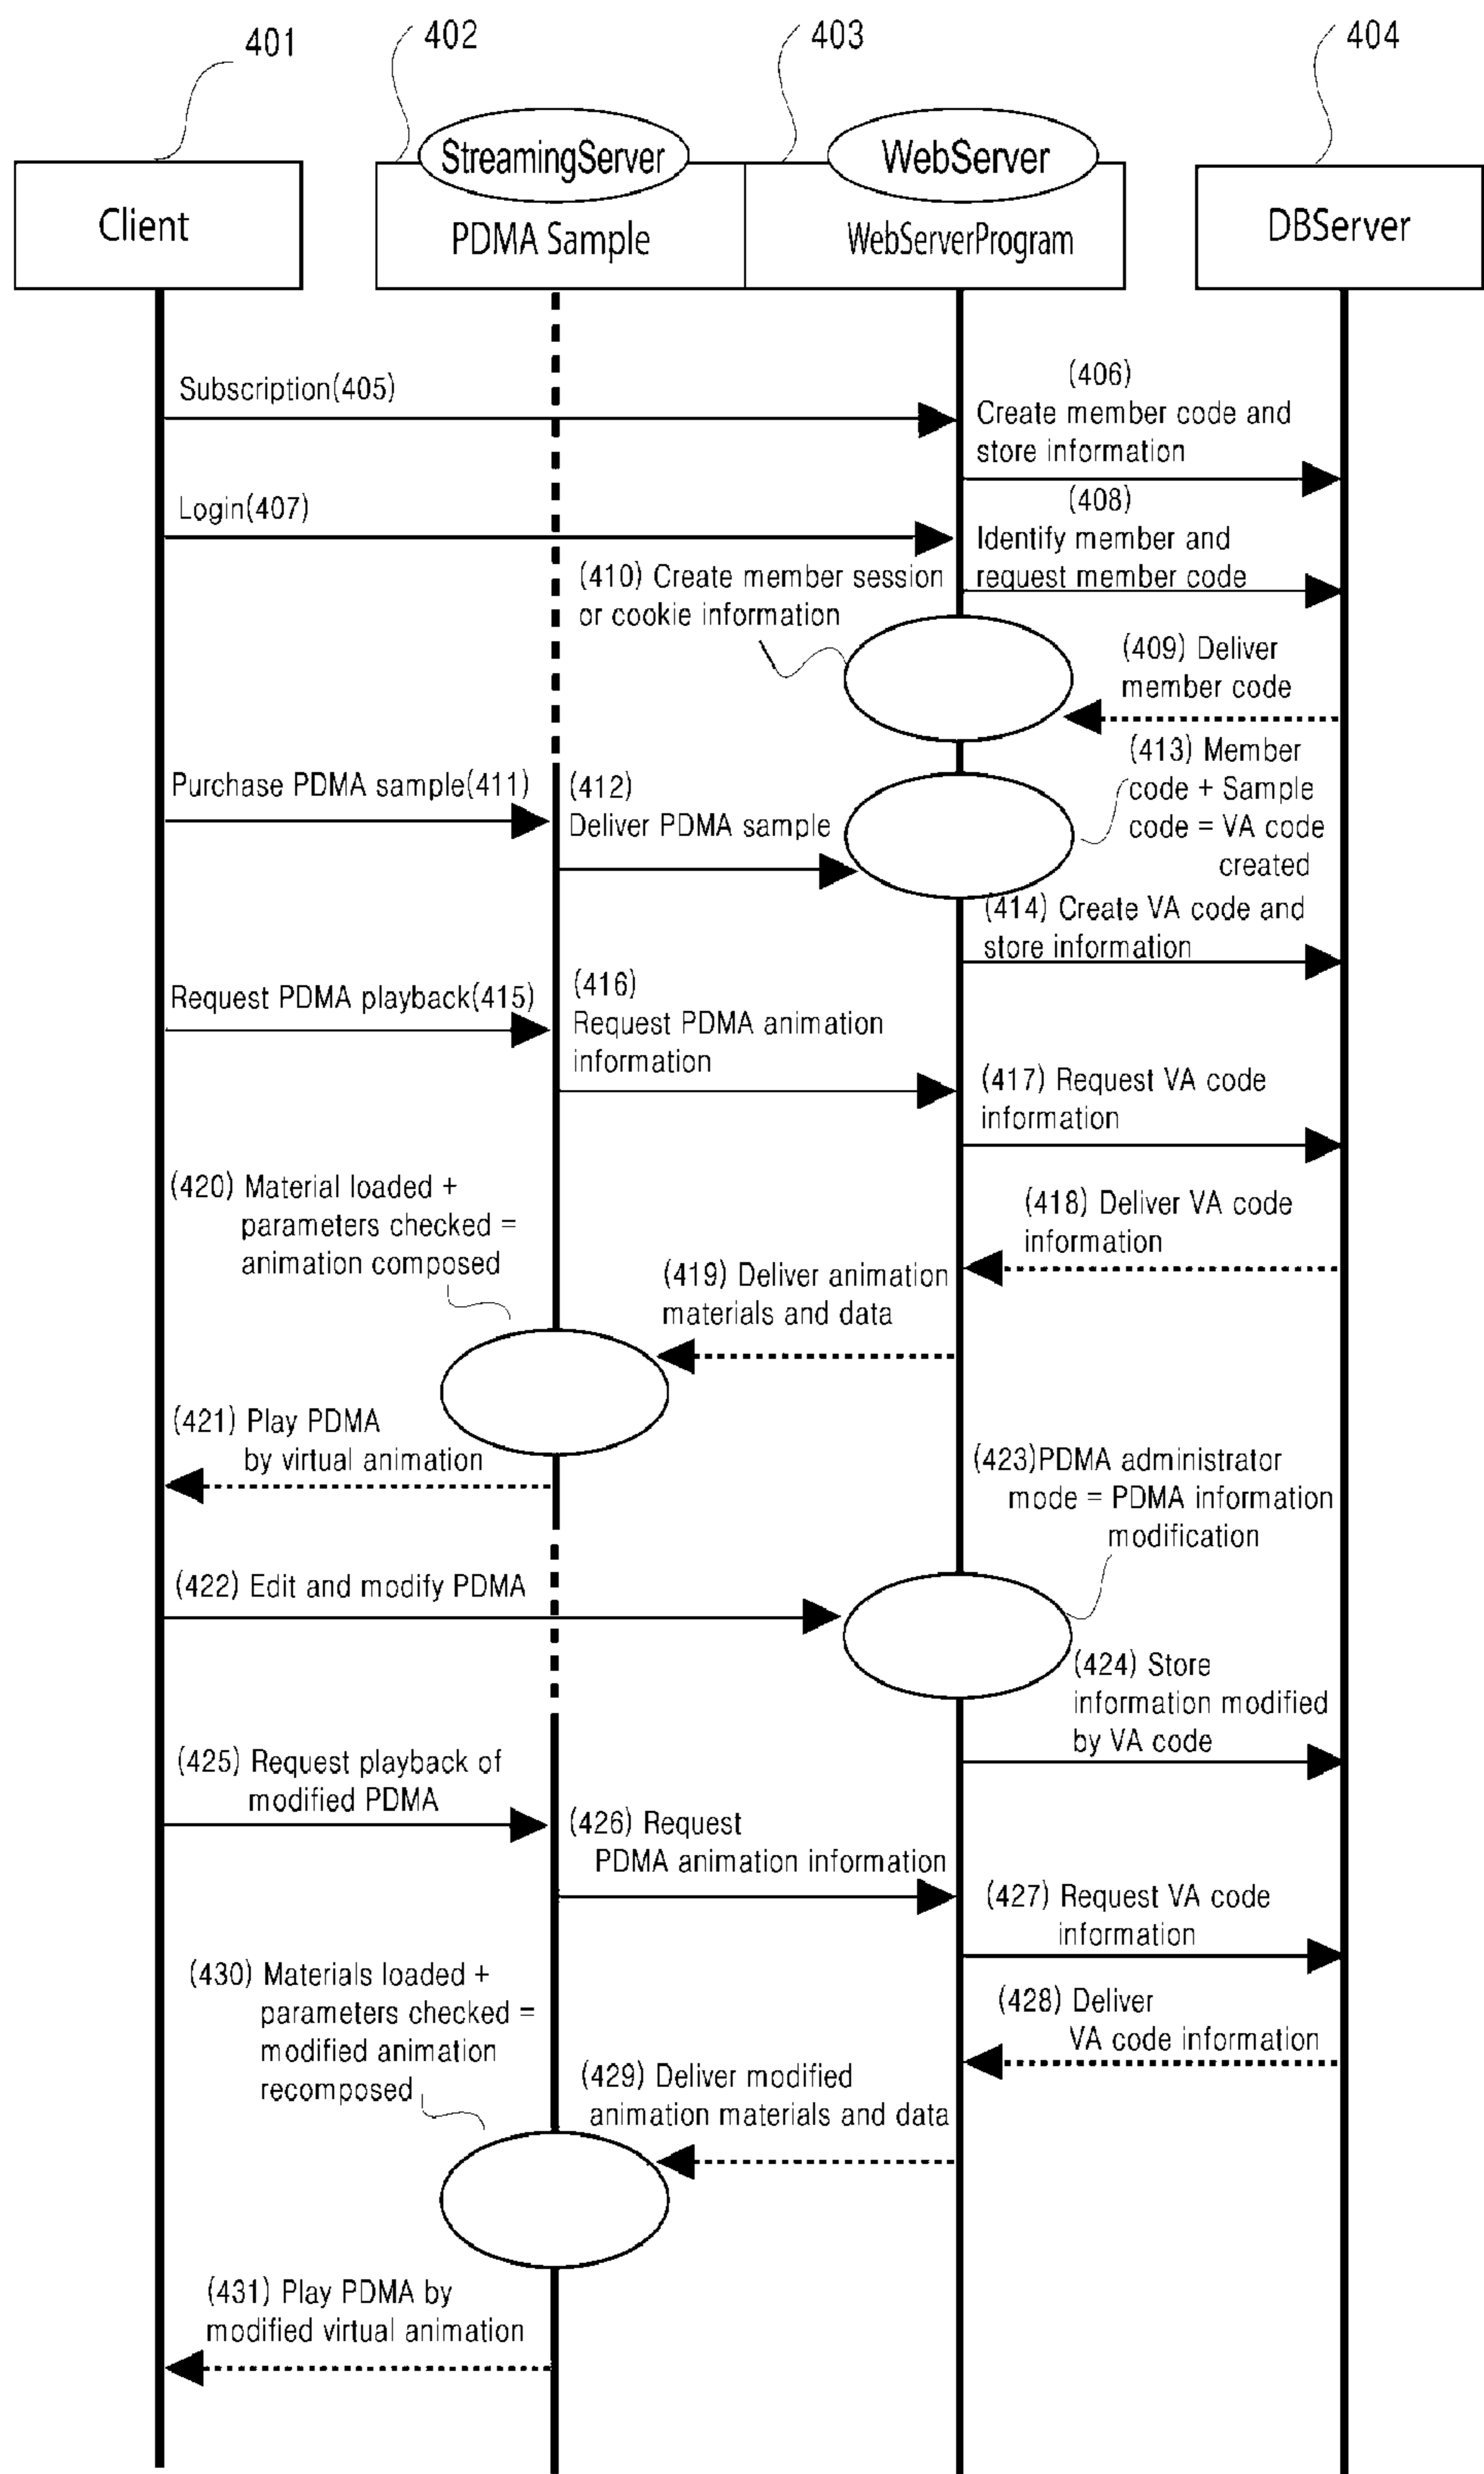 401
402
403
404
StreamingServer
WebServer
Client
PDMA Sample
WebServerProgram
DBServer
Subscription(405)
(406)
Create member code and
store information
Login(407)
(408)
Identify member and
request member code
(410) Create member session
or cookie information
(409) Deliver
member code
Purchase PDMA sample(411)
(412)
Deliver PDMA sample
(413) Member
code + Sample
code = VA code
created
(414) Create VA code and
store information
Request PDMA playback(415)
(416)
Request PDMA animation
information
(417) Request VA code
information
(420) Material loaded +
parameters checked =
animation composed
(418) Deliver VA code
information
(419) Deliver animation
materials and data
(421) Play PDMA
by virtual animation
(423)PDMA administrator
mode = PDMA information
modification
(422) Edit and modify PDMA
(424) Store
information modified
by VA code
(425) Request playback of
modified PDMA
(426) Request
PDMA animation information
(427) Request VA code
information
(430) Materials loaded +
parameters checked =
modified animation
recomposed
(428) Deliver
VA code information
(429) Deliver modified
animation materials and data
(431) Play PDMA by
modified virtual animation